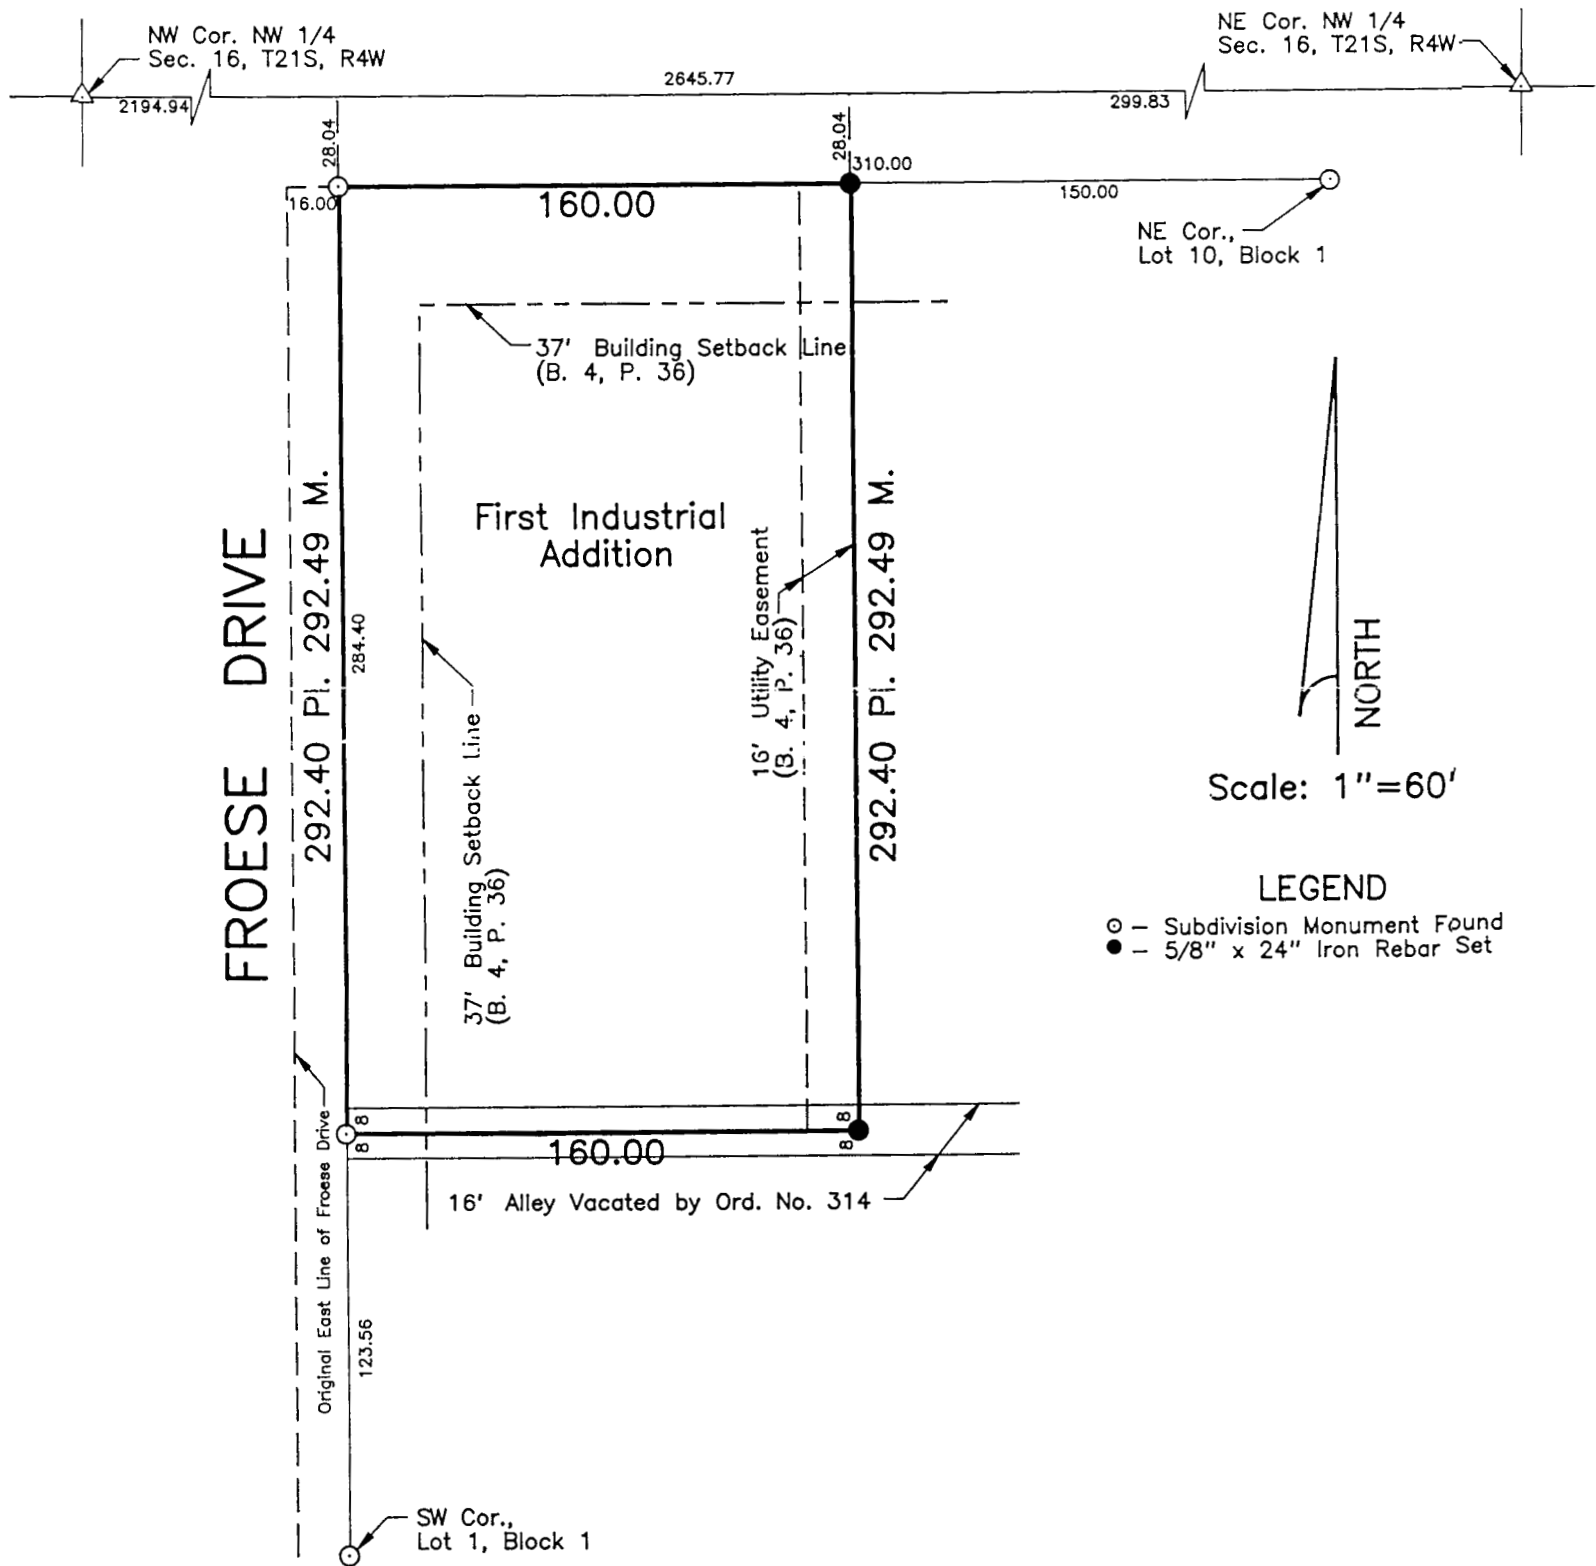 NW Cor. NW 1/4
Sec. 16, T21S, R4W
NE Cor. NW 1/4
Sec. 16, T21S, R4W
2645.77
2194.94
299.83
28.04
28.04
310.00
16.00
160.00
150.00
NE Cor.,
Lot 10, Block 1
37' Building Setback Line
(B. 4, P. 36)
First Industrial
Addition
FROESE DRIVE
292.40 Pl. 292.49 M.
284.40
37' Building Setback Line
(B. 4, P. 36)
16' Utility Easement
(B. 4, P. 36)
292.40 Pl. 292.49 M.
NORTH
Scale: 1"=60'
LEGEND
⊙ – Subdivision Monument Found
● – 5/8" x 24" Iron Rebar Set
8
8
8
8
160.00
16' Alley Vacated by Ord. No. 314
Original East Line of Froese Drive
123.56
SW Cor.,
Lot 1, Block 1